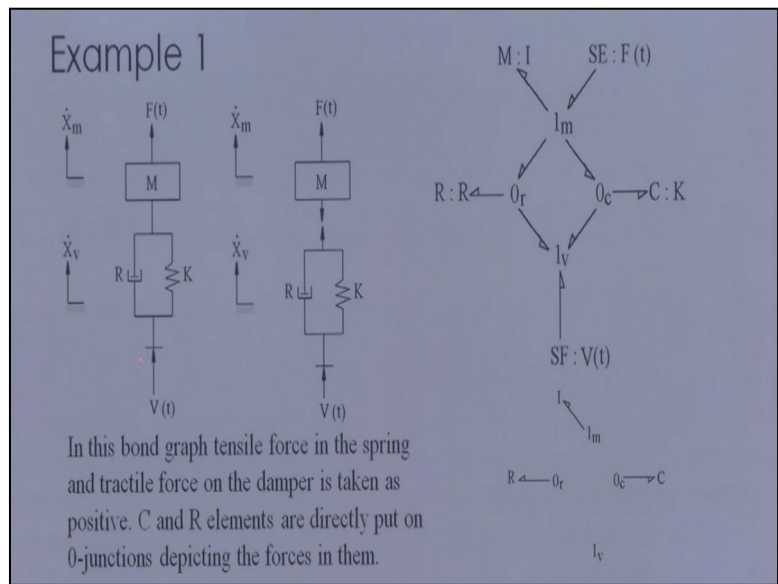 Example 1
Ẋm
F(t)
M
Ẋv
R
K
V(t)
Ẋm
F(t)
M
Ẋv
R
K
V(t)
M : I
SE : F(t)
1m
R : R
0r
0c
C : K
1v
SF : V(t)
I
1m
R
0r
0c
C
1v
In this bond graph tensile force in the spring
and tractile force on the damper is taken as
positive. C and R elements are directly put on
0-junctions depicting the forces in them.